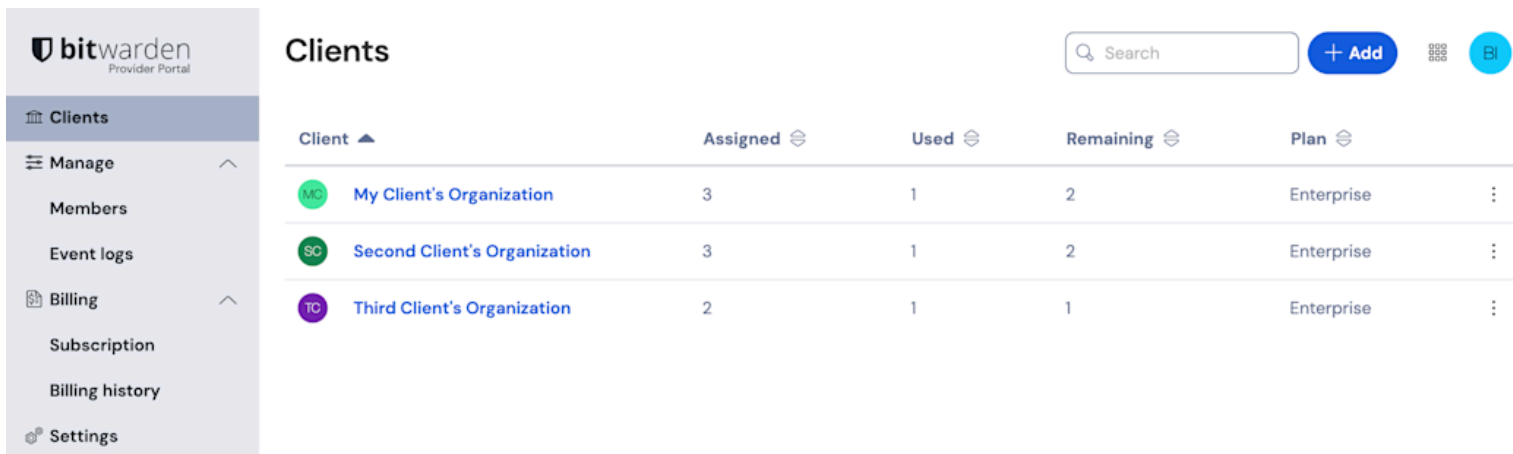 bitwarden
Provider Portal
Clients
Manage
Members
Event logs
Billing
Subscription
Billing history
Settings
Clients
Search
Add
BI
Client Assigned Used Remaining Plan
MC My Client's Organization 3 1 2 Enterprise
SC Second Client's Organization 3 1 2 Enterprise
TC Third Client's Organization 2 1 1 Enterprise